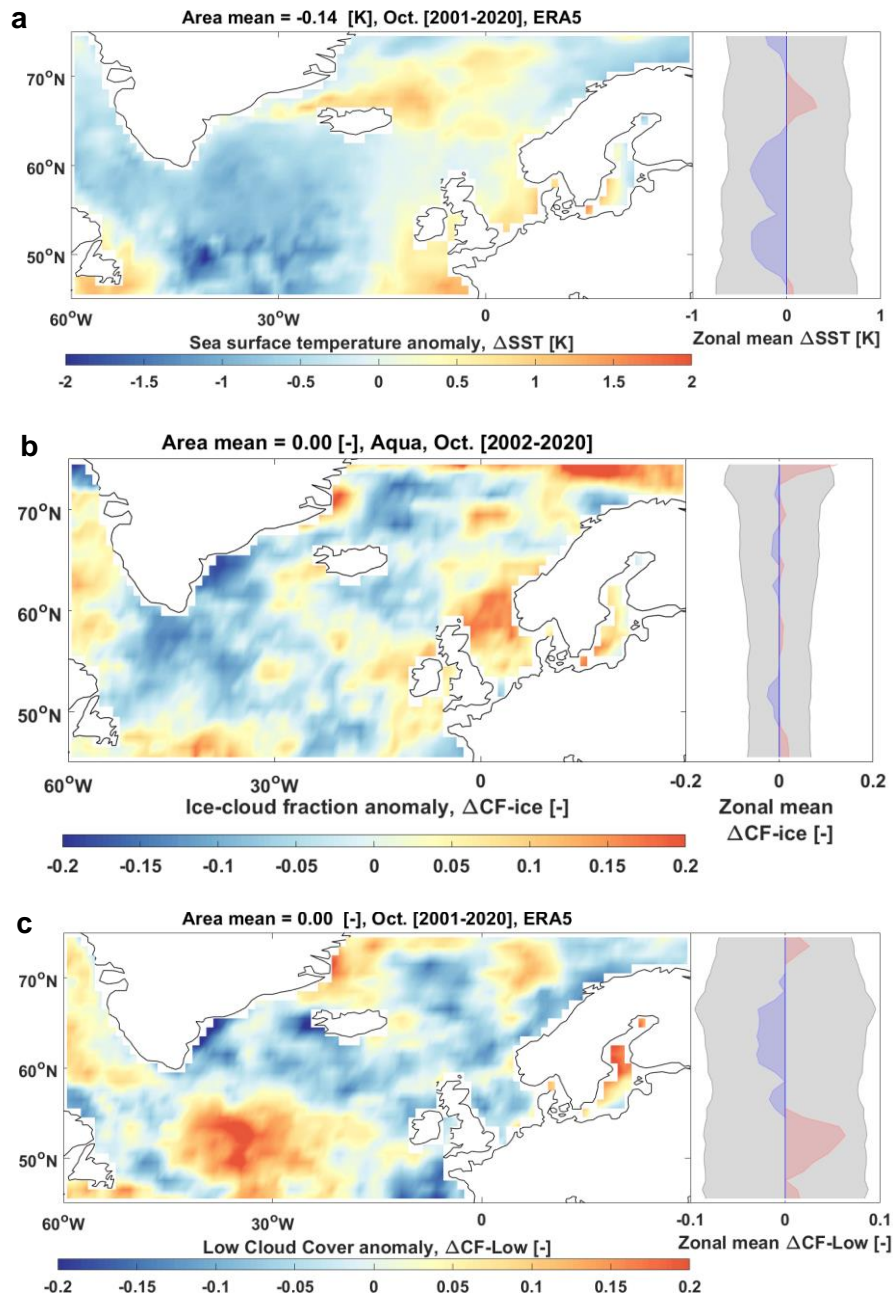 a
Area mean = -0.14 [K], Oct. [2001-2020], ERA5
70°N
60°N
50°N
60°W 30°W 0 -1 0 1
Sea surface temperature anomaly, ΔSST [K] Zonal mean ΔSST [K]
-2 -1.5 -1 -0.5 0 0.5 1 1.5 2
b
Area mean = 0.00 [-], Aqua, Oct. [2002-2020]
70°N
60°N
50°N
60°W 30°W 0 -0.2 0 0.2
Ice-cloud fraction anomaly, ΔCF-ice [-] Zonal mean
ΔCF-ice [-]
-0.2 -0.15 -0.1 -0.05 0 0.05 0.1 0.15 0.2
c
Area mean = 0.00 [-], Oct. [2001-2020], ERA5
70°N
60°N
50°N
60°W 30°W 0 -0.1 0 0.1
Low Cloud Cover anomaly, ΔCF-Low [-] Zonal mean ΔCF-Low [-]
-0.2 -0.15 -0.1 -0.05 0 0.05 0.1 0.15 0.2